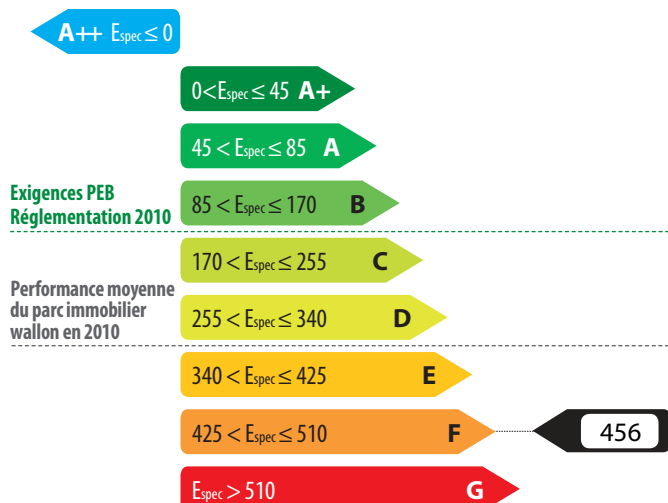 A++ Espec ≤ 0
0 < Espec ≤ 45 A+
45 < Espec ≤ 85 A
Exigences PEB
Réglementation 2010
85 < Espec ≤ 170 B
170 < Espec ≤ 255 C
Performance moyenne
du parc immobilier
wallon en 2010
255 < Espec ≤ 340 D
340 < Espec ≤ 425 E
425 < Espec ≤ 510 F
456
Espec > 510 G